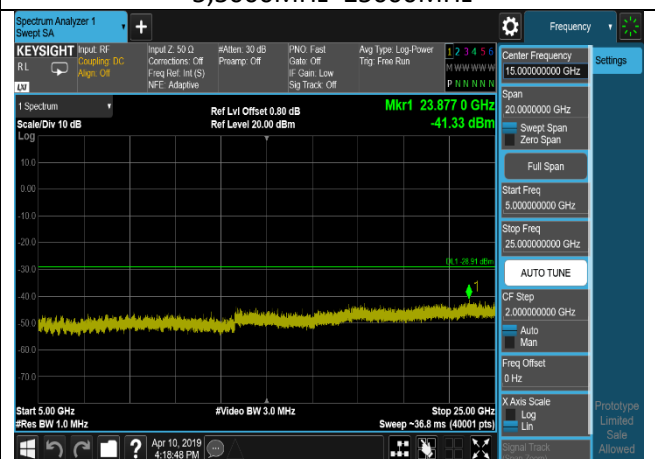 Spectrum Analyzer 1
Swept SA
+
Frequency
KEYSIGHT
RL
Input: RF
Coupling: DC
Align: Off
Input Z: 50 Ω
Corrections: Off
Freq Ref: Int (S)
NFE: Adaptive
#Atten: 30 dB
Preamp: Off
PNO: Fast
Gate: Off
IF Gain: Low
Sig Track: Off
Avg Type: Log-Power
Trig: Free Run
1 2 3 4 5 6
M W W W W W
P N N N N N
Center Frequency
15.000000000 GHz
Settings
1 Spectrum
Scale/Div 10 dB
Log
Ref Lvl Offset 0.80 dB
Ref Level 20.00 dBm
Mkr1 23.877 0 GHz
-41.33 dBm
Span
20.0000000 GHz
Swept Span
Zero Span
Full Span
Start Freq
5.000000000 GHz
Stop Freq
25.000000000 GHz
AUTO TUNE
CF Step
2.000000000 GHz
Auto
Man
Freq Offset
0 Hz
X Axis Scale
Log
Lin
Signal Track
10.0
0.00
-10.0
-20.0
-30.0
-40.0
-50.0
-60.0
-70.0
DL1 -28.91 dBm
1
Start 5.00 GHz
#Res BW 1.0 MHz
#Video BW 3.0 MHz
Stop 25.00 GHz
Sweep ~36.8 ms (40001 pts)
Prototype
Limited
Sale
Allowed
?
Apr 10, 2019
4:18:48 PM